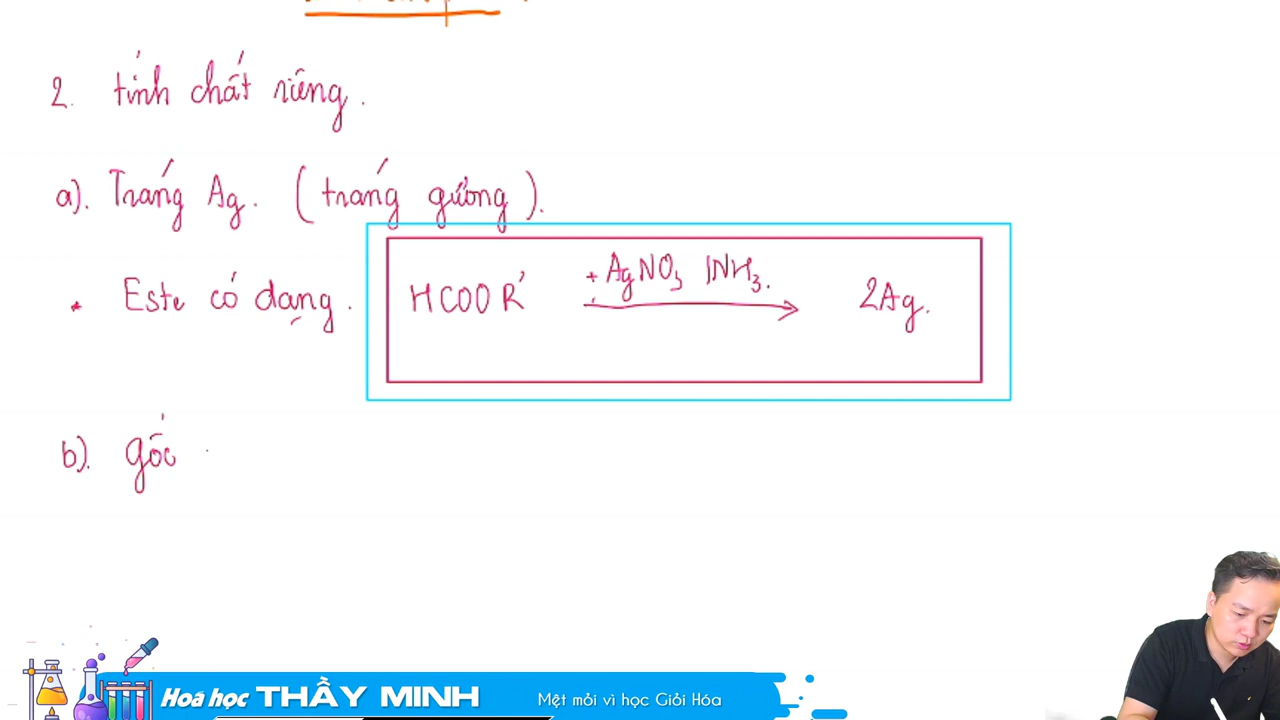 2. tính chất riêng.
a). Tráng Ag. (tráng gương).
* Este có dạng. HCOOR' +AgNO3/NH3. 2Ag.
b). gốc
Hoá học THẦY MINH Mệt mỏi vì học Giỏi Hóa